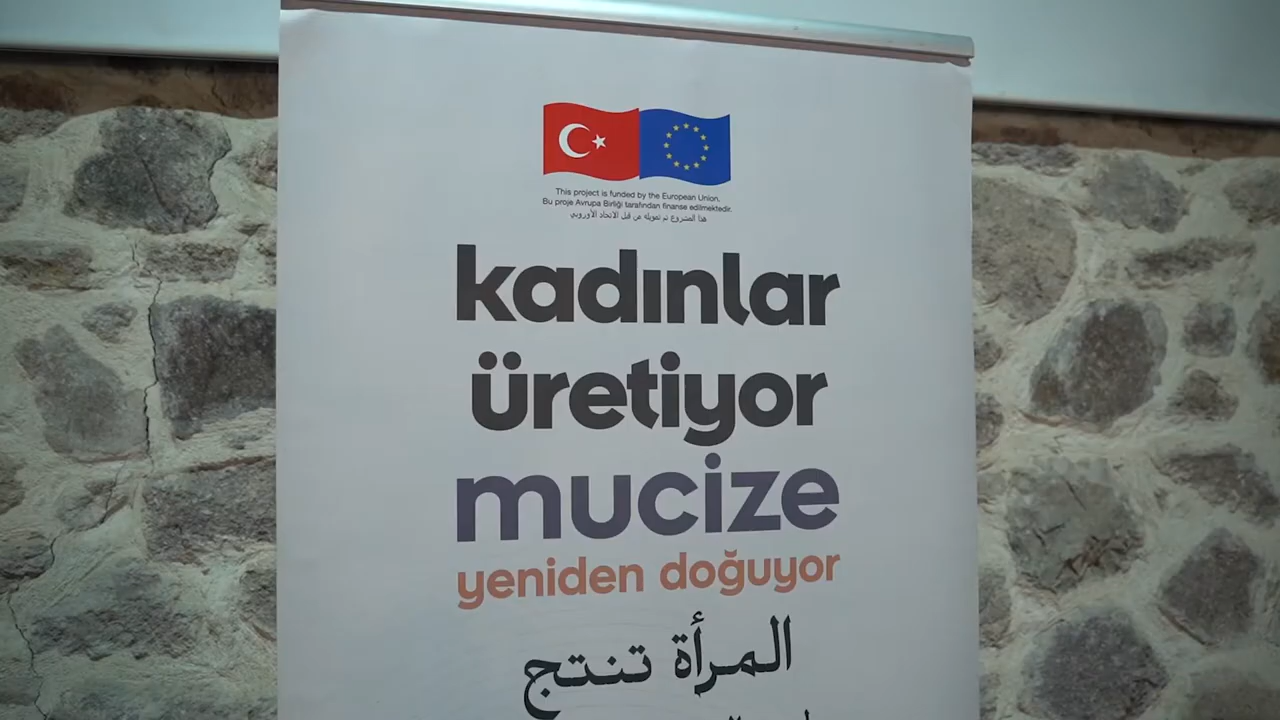 This project is funded by the European Union.
Bu proje Avrupa Birliği tarafından finanse edilmektedir.
هذا المشروع تم تمويله من قبل الاتحاد الأوروبي
kadınlar
üretiyor
mucize
yeniden doğuyor
المرأة تنتج